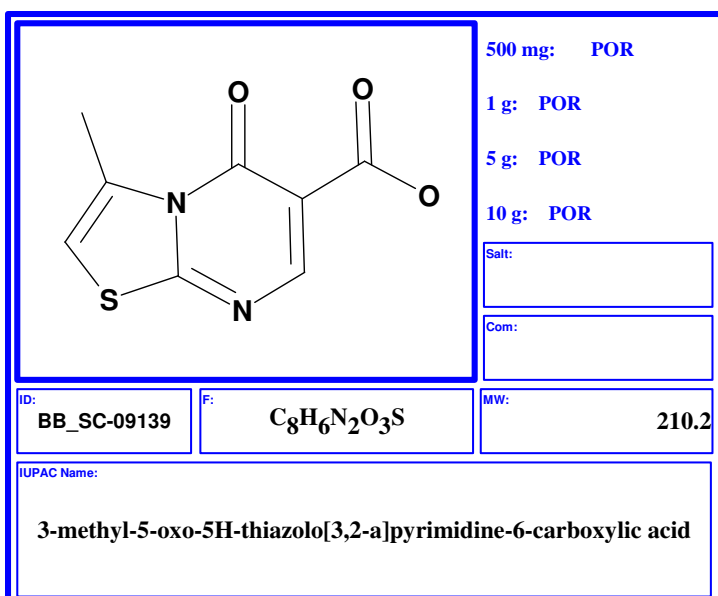 O
O
N
O
S
N
500 mg: POR
1 g: POR
5 g: POR
10 g: POR
Salt:
Com:
ID:
BB_SC-09139
F:
C₈H₆N₂O₃S
MW:
210.2
IUPAC Name:
3-methyl-5-oxo-5H-thiazolo[3,2-a]pyrimidine-6-carboxylic acid